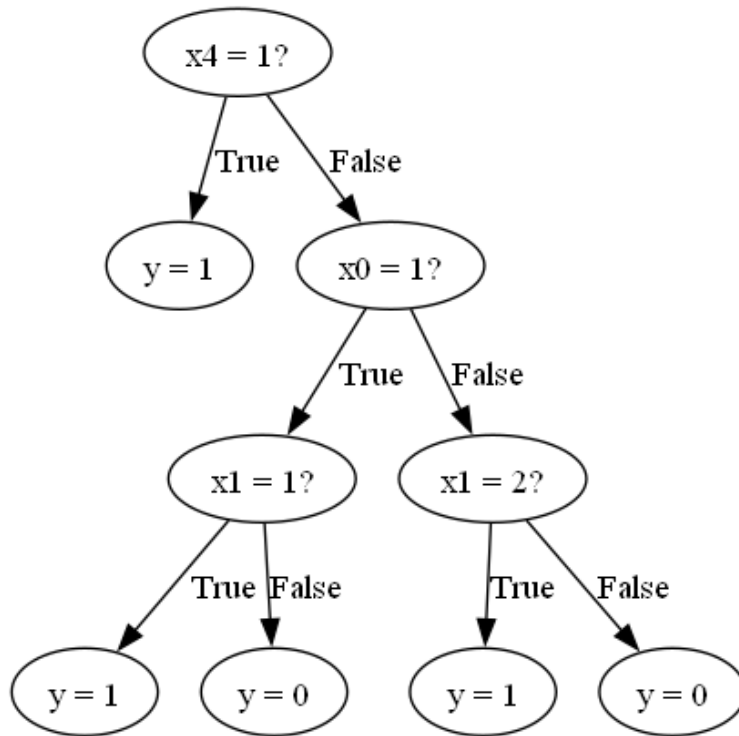 x4 = 1?
True
False
y = 1
x0 = 1?
True
False
x1 = 1?
x1 = 2?
True
False
True
False
y = 1
y = 0
y = 1
y = 0